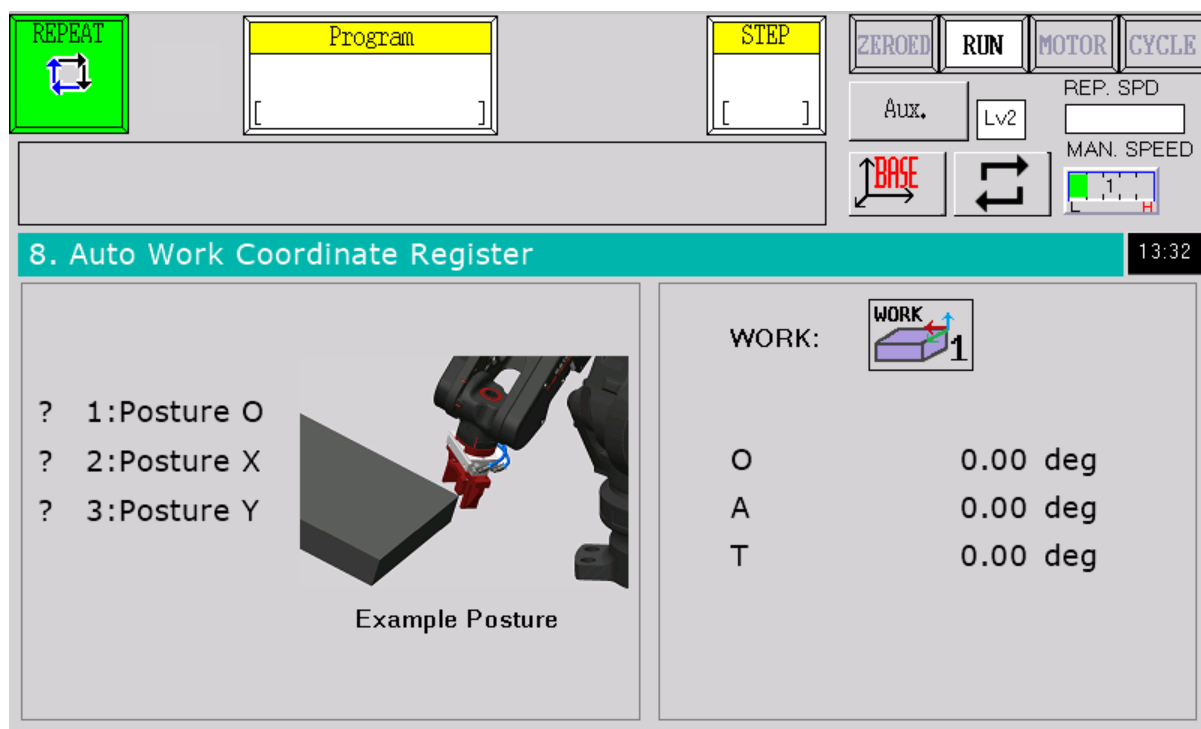 REPEAT
Program
[ ]
STEP
[ ]
ZEROED
RUN
MOTOR
CYCLE
Aux.
Lv2
REP. SPD
MAN. SPEED
BASE
1
L
H
8. Auto Work Coordinate Register
13:32
? 1:Posture O
? 2:Posture X
? 3:Posture Y
Example Posture
WORK:
WORK
1
O 0.00 deg
A 0.00 deg
T 0.00 deg